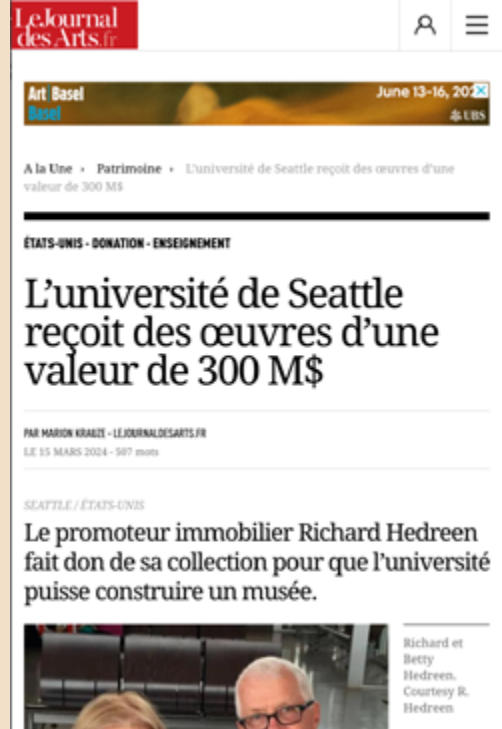 LeJournal
des Arts.fr
Art Basel
Basel
June 13-16, 202
UBS
A la Une › Patrimoine › L'université de Seattle reçoit des œuvres d'une
valeur de 300 M$
ÉTATS-UNIS - DONATION - ENSEIGNEMENT
L'université de Seattle
reçoit des œuvres d'une
valeur de 300 M$
PAR MARION KRAUZE - LEJOURNALDESARTS.FR
LE 15 MARS 2024 - 507 mots
SEATTLE / ÉTATS-UNIS
Le promoteur immobilier Richard Hedreen
fait don de sa collection pour que l'université
puisse construire un musée.
Richard et
Betty
Hedreen.
Courtesy R.
Hedreen